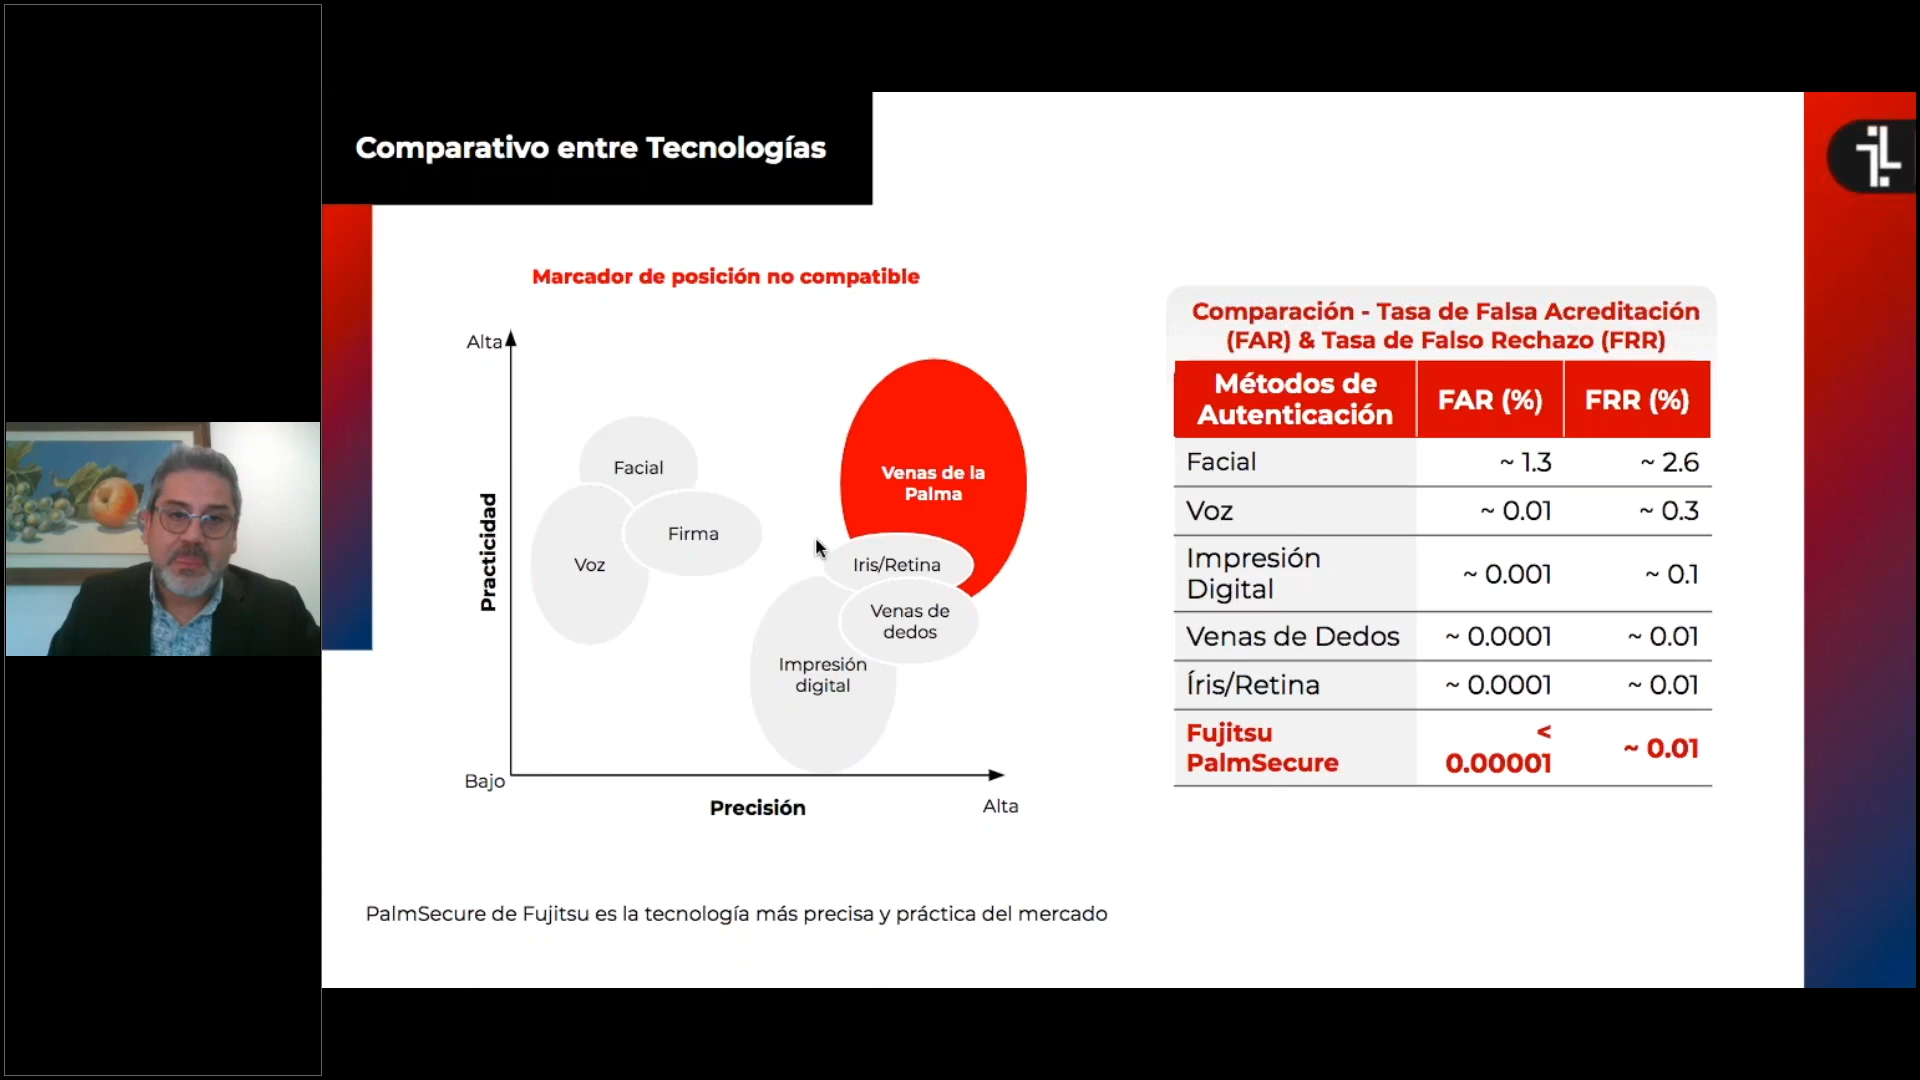 Comparativo entre Tecnologías
Marcador de posición no compatible
Alta
Facial
Firma
Voz
Venas de la
Palma
Iris/Retina
Venas de
dedos
Impresión
digital
Practicidad
Bajo
Precisión
Alta
Comparación - Tasa de Falsa Acreditación
(FAR) & Tasa de Falso Rechazo (FRR)
Métodos de
Autenticación
FAR (%)
FRR (%)
Facial ~ 1.3 ~ 2.6
Voz ~ 0.01 ~ 0.3
Impresión
Digital
~ 0.001 ~ 0.1
Venas de Dedos ~ 0.0001 ~ 0.01
Íris/Retina ~ 0.0001 ~ 0.01
Fujitsu
PalmSecure
<
0.00001
~ 0.01
PalmSecure de Fujitsu es la tecnología más precisa y práctica del mercado